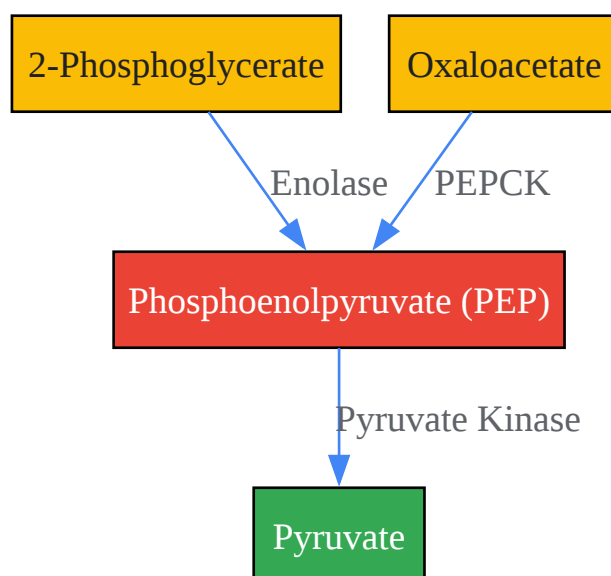 2-Phosphoglycerate
Oxaloacetate
Enolase
PEPCK
Phosphoenolpyruvate (PEP)
Pyruvate Kinase
Pyruvate